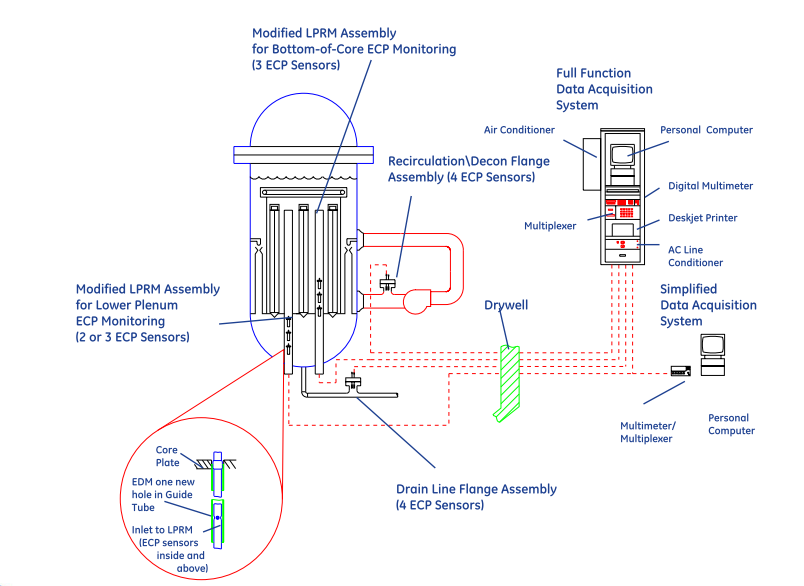 Modified LPRM Assembly
for Bottom-of-Core ECP Monitoring
(3 ECP Sensors)
Full Function
Data Acquisition
System
Air Conditioner
Personal Computer
Recirculation\Decon Flange
Assembly (4 ECP Sensors)
Digital Multimeter
Multiplexer
Deskjet Printer
AC Line
Conditioner
Modified LPRM Assembly
for Lower Plenum
ECP Monitoring
(2 or 3 ECP Sensors)
Drywell
Simplified
Data Acquisition
System
Multimeter/
Multiplexer
Personal
Computer
Core
Plate
EDM one new
hole in Guide
Tube
Inlet to LPRM
(ECP sensors
inside and
above)
Drain Line Flange Assembly
(4 ECP Sensors)